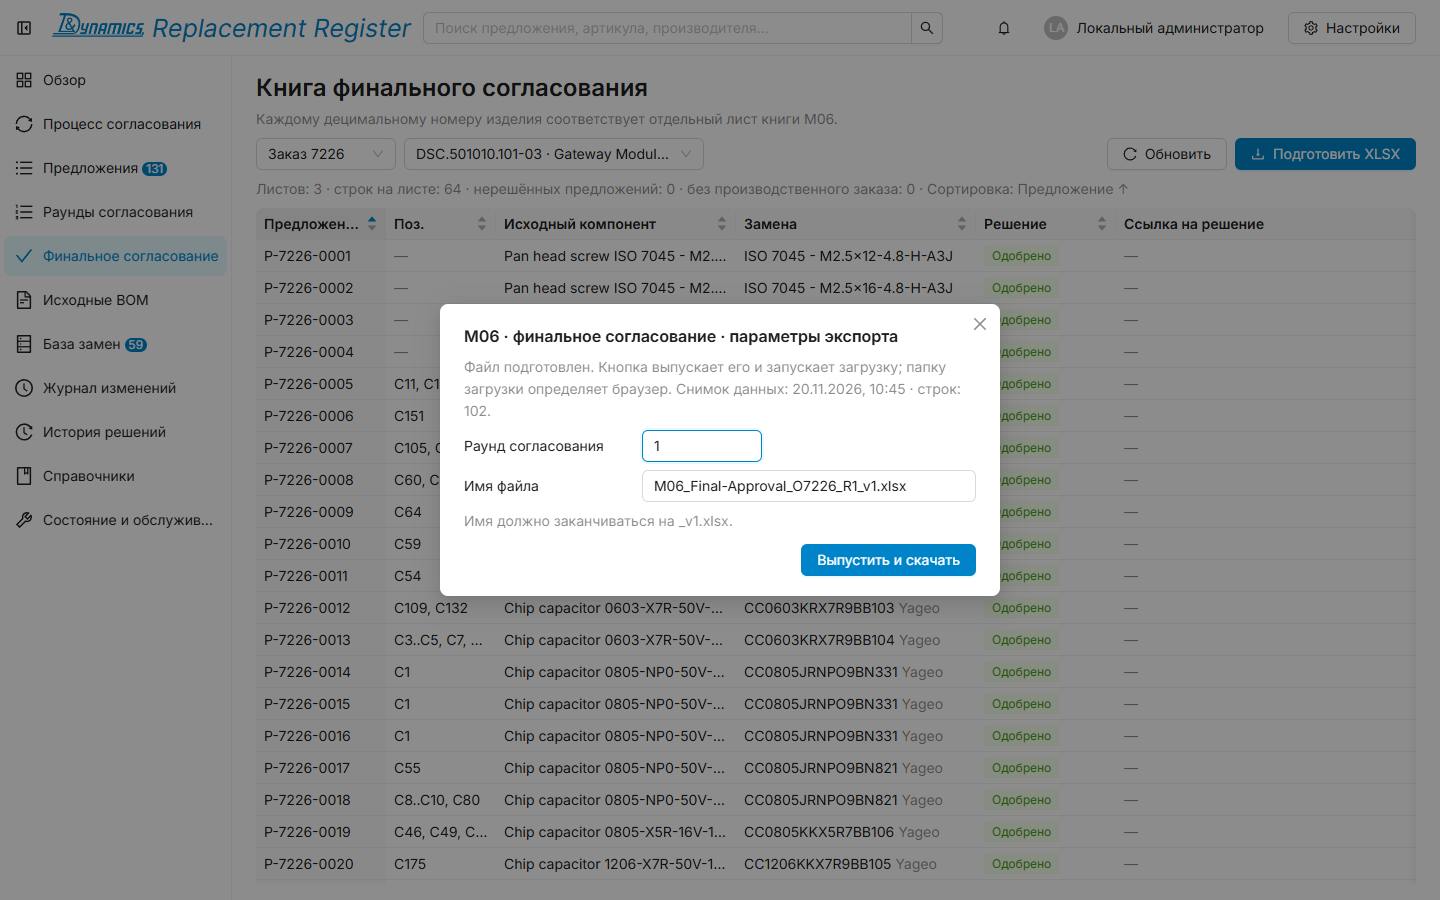 Dynamics Replacement Register
Поиск предложения, артикула, производителя...
LA Локальный администратор
Настройки
Обзор
Процесс согласования
Предложения 131
Раунды согласования
Финальное согласование
Исходные BOM
База замен 59
Журнал изменений
История решений
Справочники
Состояние и обслужив...
Книга финального согласования
Каждому децимальному номеру изделия соответствует отдельный лист книги M06.
Заказ 7226
DSC.501010.101-03 · Gateway Modul...
Обновить
Подготовить XLSX
Листов: 3 · строк на листе: 64 · нерешённых предложений: 0 · без производственного заказа: 0 · Сортировка: Предложение ↑
Предложен... Поз. Исходный компонент Замена Решение Ссылка на решение
P-7226-0001 — Pan head screw ISO 7045 - M2.... ISO 7045 - M2.5×12-4.8-H-A3J Одобрено —
P-7226-0002 — Pan head screw ISO 7045 - M2.... ISO 7045 - M2.5×16-4.8-H-A3J Одобрено —
P-7226-0003 — добрено —
P-7226-0004 — добрено —
P-7226-0005 C11, C1 добрено —
P-7226-0006 C151 добрено —
P-7226-0007 C105, добрено —
P-7226-0008 C60, C добрено —
P-7226-0009 C64 добрено —
P-7226-0010 C59 добрено —
P-7226-0011 C54 добрено —
P-7226-0012 C109, C132 Chip capacitor 0603-X7R-50V-... CC0603KRX7R9BB103 Yageo Одобрено —
P-7226-0013 C3..C5, C7, ... Chip capacitor 0603-X7R-50V-... CC0603KRX7R9BB104 Yageo Одобрено —
P-7226-0014 C1 Chip capacitor 0805-NP0-50V-... CC0805JRNPO9BN331 Yageo Одобрено —
P-7226-0015 C1 Chip capacitor 0805-NP0-50V-... CC0805JRNPO9BN331 Yageo Одобрено —
P-7226-0016 C1 Chip capacitor 0805-NP0-50V-... CC0805JRNPO9BN331 Yageo Одобрено —
P-7226-0017 C55 Chip capacitor 0805-NP0-50V-... CC0805JRNPO9BN821 Yageo Одобрено —
P-7226-0018 C8..C10, C80 Chip capacitor 0805-NP0-50V-... CC0805JRNPO9BN821 Yageo Одобрено —
P-7226-0019 C46, C49, C... Chip capacitor 0805-X5R-16V-1... CC0805KKX5R7BB106 Yageo Одобрено —
P-7226-0020 C175 Chip capacitor 1206-X7R-50V-1... CC1206KKX7R9BB105 Yageo Одобрено —
M06 · финальное согласование · параметры экспорта
Файл подготовлен. Кнопка выпускает его и запускает загрузку; папку
загрузки определяет браузер. Снимок данных: 20.11.2026, 10:45 · строк:
102.
Раунд согласования 1
Имя файла M06_Final-Approval_O7226_R1_v1.xlsx
Имя должно заканчиваться на _v1.xlsx.
Выпустить и скачать